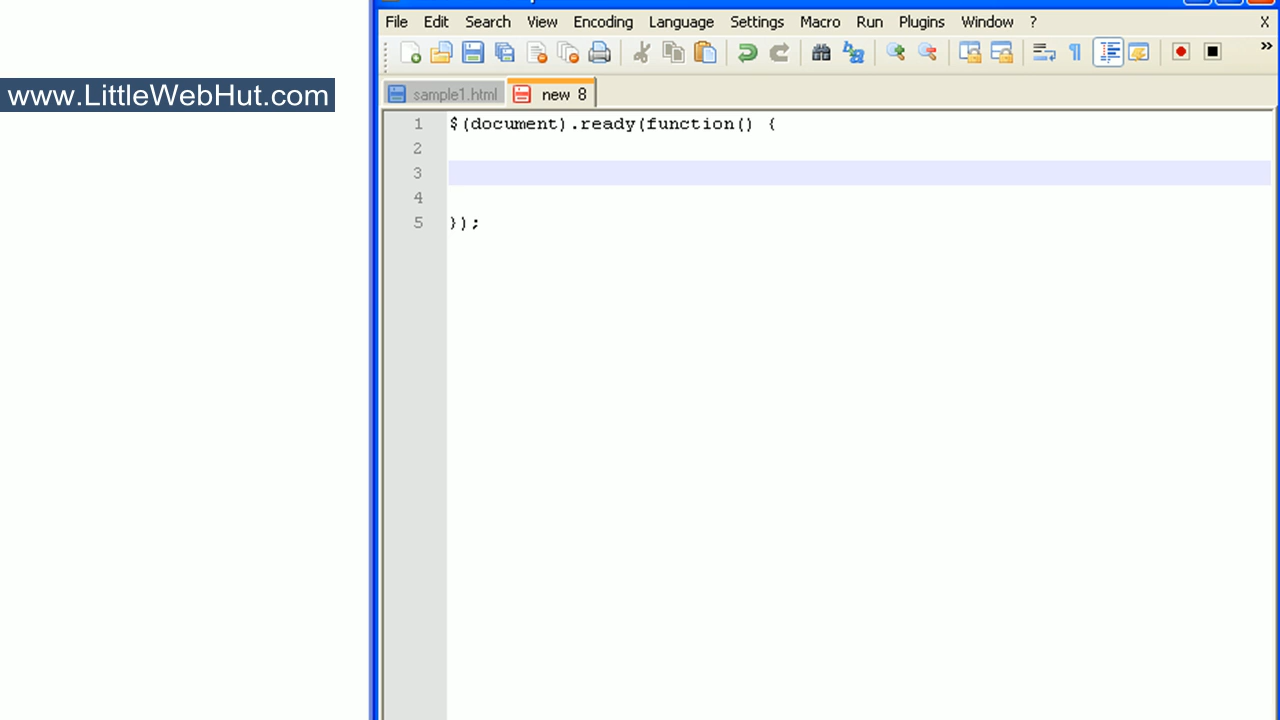 www.LittleWebHut.com
File Edit Search View Encoding Language Settings Macro Run Plugins Window ? X
sample1.html new 8
1 $(document).ready(function() {
2
3
4
5 });